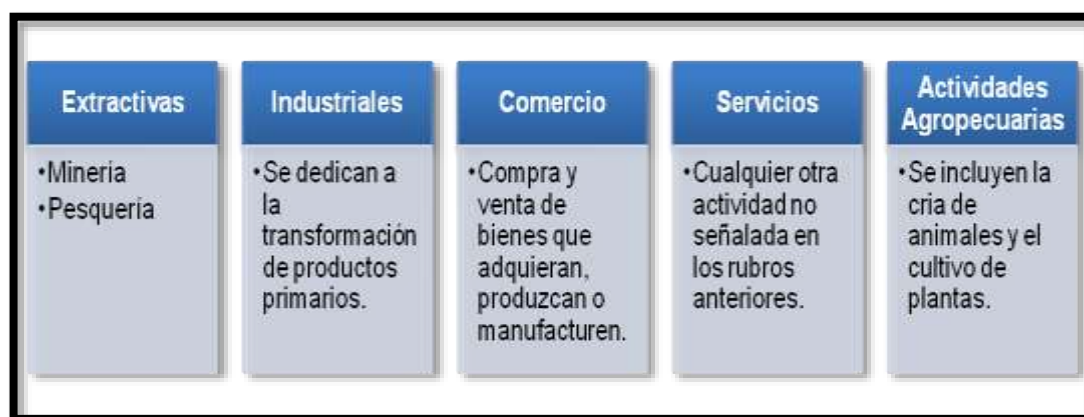 Extractivas
•Minería
•Pesquería
Industriales
•Se dedican a
la
transformación
de productos
primarios.
Comercio
•Compra y
venta de
bienes que
adquieran,
produzcan o
manufacturen.
Servicios
•Cualquier otra
actividad no
señalada en
los rubros
anteriores.
Actividades
Agropecuarias
•Se incluyen la
cria de
animales y el
cultivo de
plantas.